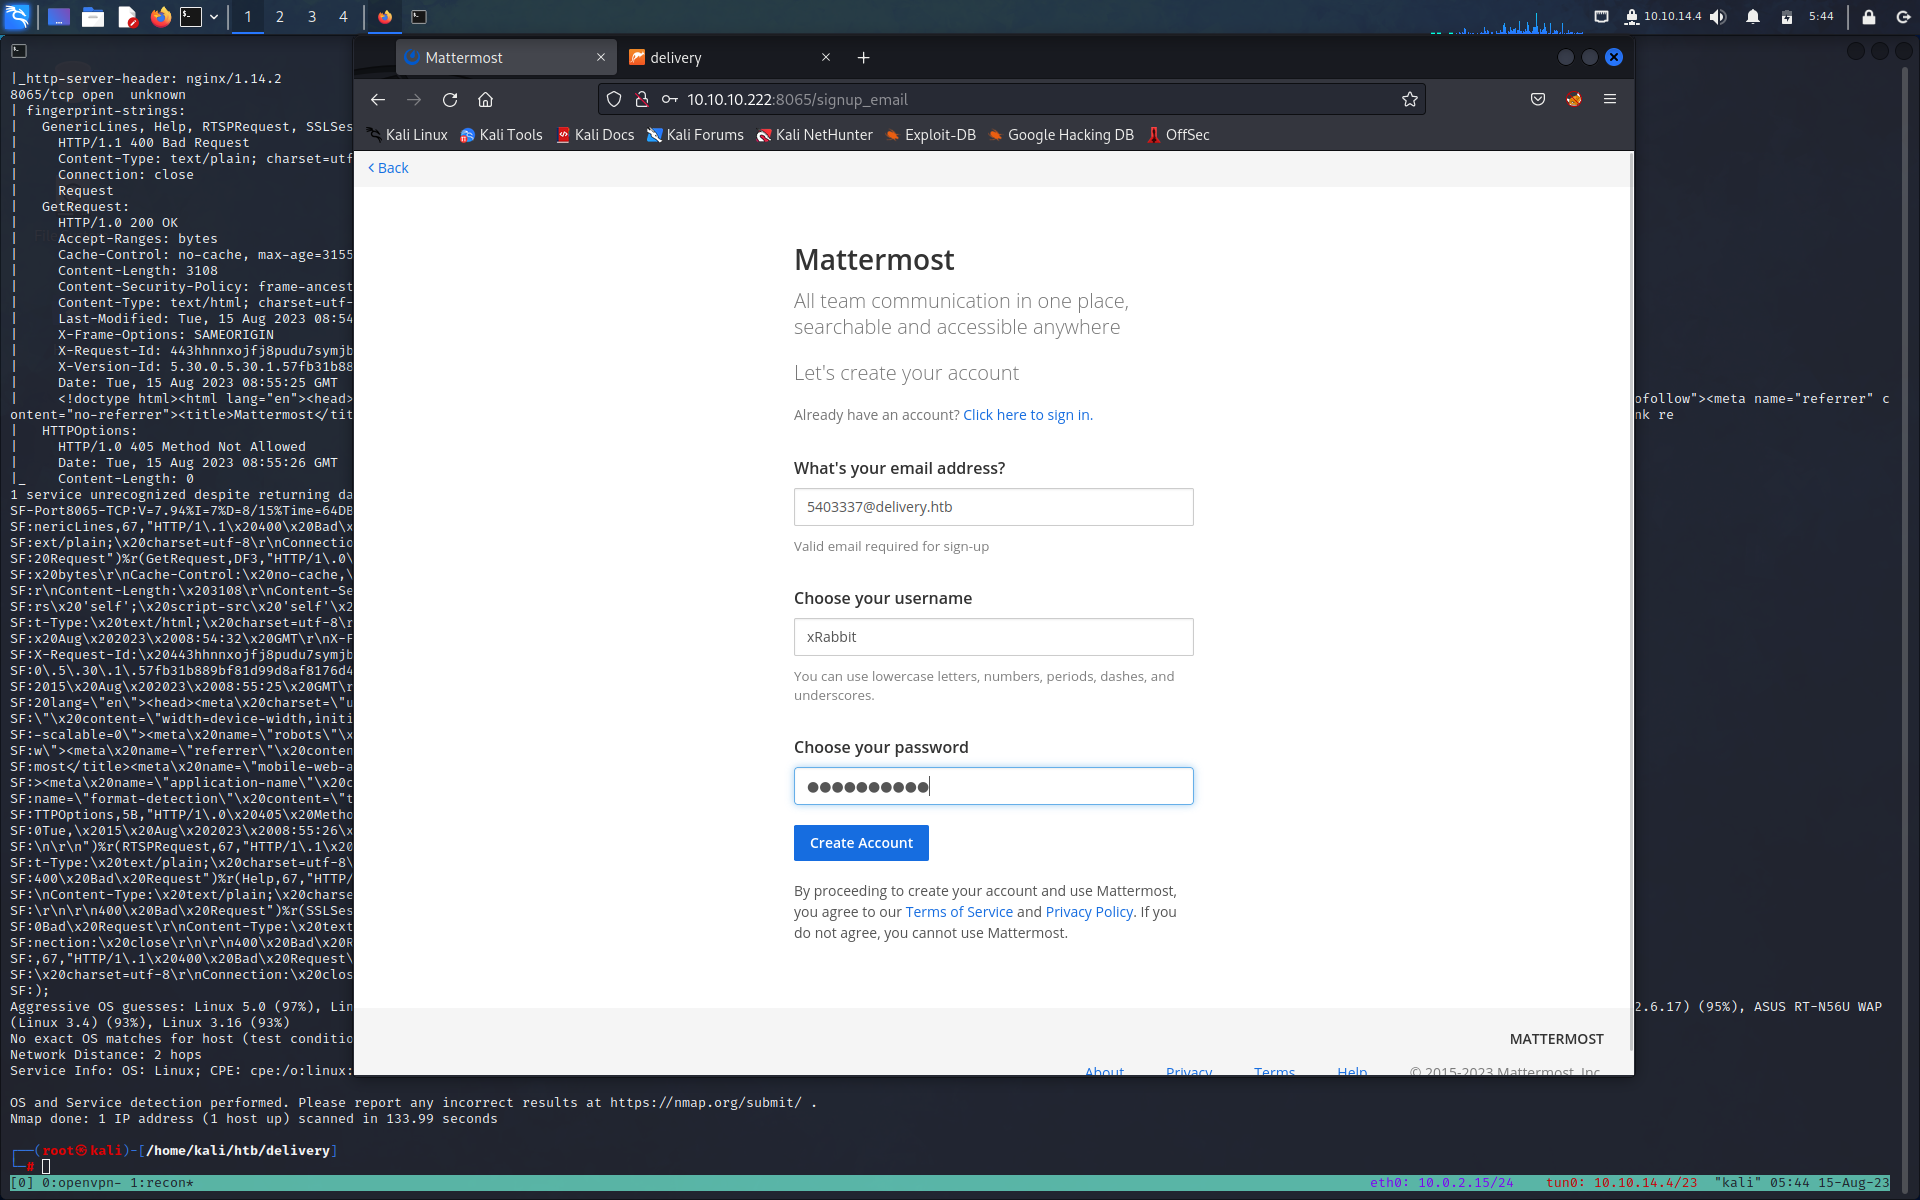 1 2 3 4
10.10.14.4
5:44
Mattermost
delivery
10.10.10.222:8065/signup_email
Kali Linux Kali Tools Kali Docs Kali Forums Kali NetHunter Exploit-DB Google Hacking DB OffSec
Back
Mattermost
All team communication in one place,
searchable and accessible anywhere
Let's create your account
Already have an account? Click here to sign in.
What's your email address?
5403337@delivery.htb
Valid email required for sign-up
Choose your username
xRabbit
You can use lowercase letters, numbers, periods, dashes, and
underscores.
Choose your password
●●●●●●●●●●
Create Account
By proceeding to create your account and use Mattermost,
you agree to our Terms of Service and Privacy Policy. If you
do not agree, you cannot use Mattermost.
MATTERMOST
About Privacy Terms Help © 2015-2023 Mattermost, Inc.
|_http-server-header: nginx/1.14.2
8065/tcp open  unknown
| fingerprint-strings:
|   GenericLines, Help, RTSPRequest, SSLSes
|     HTTP/1.1 400 Bad Request
|     Content-Type: text/plain; charset=utf
|     Connection: close
|     Request
|   GetRequest:
|     HTTP/1.0 200 OK
|     Accept-Ranges: bytes
|     Cache-Control: no-cache, max-age=3155
|     Content-Length: 3108
|     Content-Security-Policy: frame-ancest
|     Content-Type: text/html; charset=utf-
|     Last-Modified: Tue, 15 Aug 2023 08:54
|     X-Frame-Options: SAMEORIGIN
|     X-Request-Id: 443hhnnxojfj8pudu7symjb
|     X-Version-Id: 5.30.0.5.30.1.57fb31b88
|     Date: Tue, 15 Aug 2023 08:55:25 GMT
|     <!doctype html><html lang="en"><head> ofollow"><meta name="referrer" c
ontent="no-referrer"><title>Mattermost</tit nk re
|   HTTPOptions:
|     HTTP/1.0 405 Method Not Allowed
|     Date: Tue, 15 Aug 2023 08:55:26 GMT
|_    Content-Length: 0
1 service unrecognized despite returning da
SF-Port8065-TCP:V=7.94%I=7%D=8/15%Time=64DB
SF:nericLines,67,"HTTP/1\.1\x20400\x20Bad\x
SF:ext/plain;\x20charset=utf-8\r\nConnectio
SF:20Request")%r(GetRequest,DF3,"HTTP/1\.0\
SF:x20bytes\r\nCache-Control:\x20no-cache,\
SF:r\nContent-Length:\x203108\r\nContent-Se
SF:rs\x20'self';\x20script-src\x20'self'\x2
SF:t-Type:\x20text/html;\x20charset=utf-8\r
SF:x20Aug\x202023\x2008:54:32\x20GMT\r\nX-F
SF:X-Request-Id:\x20443hhnnxojfj8pudu7symjb
SF:0\.5\.30\.1\.57fb31b889bf81d99d8af8176d4
SF:2015\x20Aug\x202023\x2008:55:25\x20GMT\r
SF:20lang=\"en\"><head><meta\x20charset=\"u
SF:\"\x20content=\"width=device-width,initi
SF:-scalable=0\"><meta\x20name=\"robots\"\x
SF:w\"><meta\x20name=\"referrer\"\x20conten
SF:most</title><meta\x20name=\"mobile-web-a
SF:><meta\x20name=\"application-name\"\x20c
SF:name=\"format-detection\"\x20content=\"t
SF:TTPOptions,5B,"HTTP/1\.0\x20405\x20Metho
SF:0Tue,\x2015\x20Aug\x202023\x2008:55:26\x
SF:\n\r\n")%r(RTSPRequest,67,"HTTP/1\.1\x20
SF:t-Type:\x20text/plain;\x20charset=utf-8\
SF:400\x20Bad\x20Request")%r(Help,67,"HTTP/
SF:\nContent-Type:\x20text/plain;\x20charse
SF:\r\n\r\n400\x20Bad\x20Request")%r(SSLSes
SF:0Bad\x20Request\r\nContent-Type:\x20text
SF:nection:\x20close\r\n\r\n400\x20Bad\x20R
SF:,67,"HTTP/1\.1\x20400\x20Bad\x20Request\
SF:\x20charset=utf-8\r\nConnection:\x20clos
SF:);
Aggressive OS guesses: Linux 5.0 (97%), Lin 2.6.17) (95%), ASUS RT-N56U WAP
(Linux 3.4) (93%), Linux 3.16 (93%)
No exact OS matches for host (test conditio
Network Distance: 2 hops
Service Info: OS: Linux; CPE: cpe:/o:linux:
OS and Service detection performed. Please report any incorrect results at https://nmap.org/submit/ .
Nmap done: 1 IP address (1 host up) scanned in 133.99 seconds
(root㉿kali)-[/home/kali/htb/delivery]
#
[0] 0:openvpn- 1:recon* eth0: 10.0.2.15/24 tun0: 10.10.14.4/23 "kali" 05:44 15-Aug-23